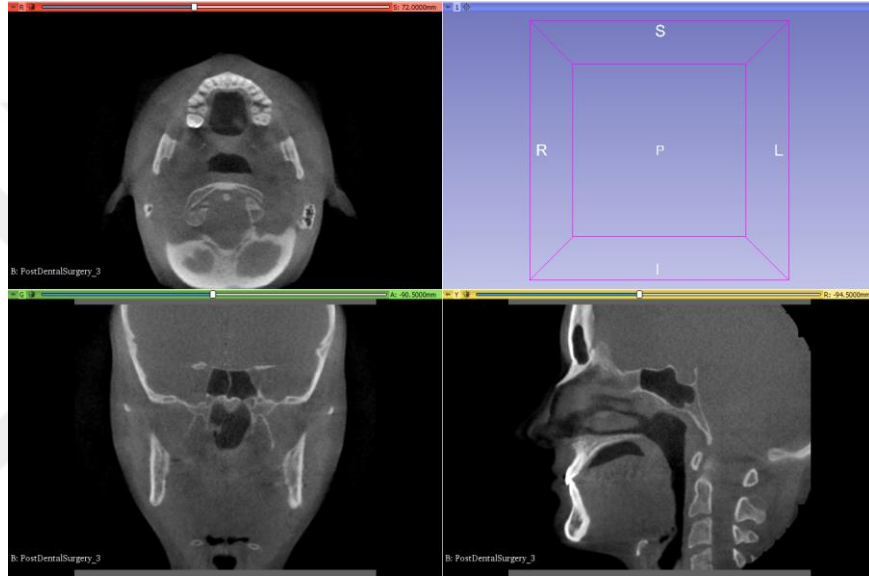 R S: 72.0000mm
1
S
R P L
I
B: PostDentalSurgery_3
G A: -90.5000mm
Y R: -94.5000mm
B: PostDentalSurgery_3
B: PostDentalSurgery_3